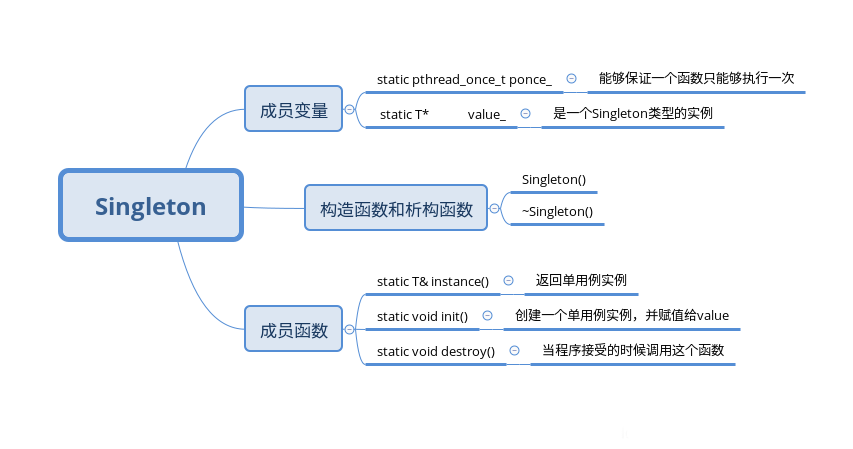 Singleton
成员变量
static pthread_once_t ponce_
能够保证一个函数只能够执行一次
static T* value_
是一个Singleton类型的实例
构造函数和析构函数
Singleton()
~Singleton()
成员函数
static T& instance()
返回单用例实例
static void init()
创建一个单用例实例，并赋值给value
static void destroy()
当程序接受的时候调用这个函数